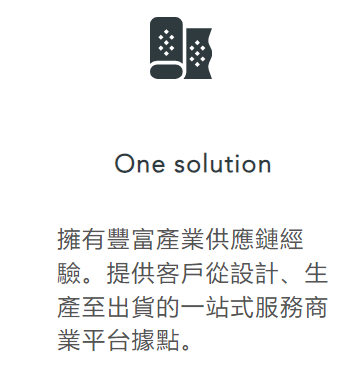 One solution
擁有豐富產業供應鏈經
驗。提供客戶從設計、生
產至出貨的一站式服務商
業平台據點。